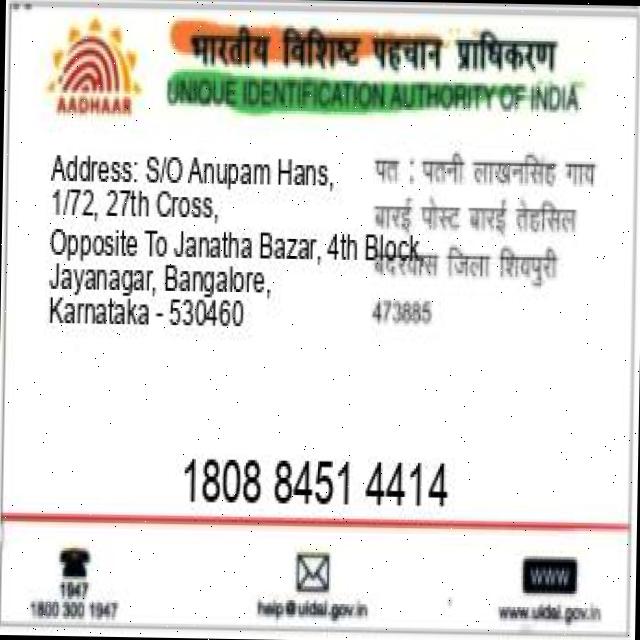 भारतीय विशिष्ट पहचान प्राधिकरण
UNIQUE IDENTIFICATION AUTHORITY OF INDIA
AADHAAR
Address: S/O Anupam Hans,
1/72, 27th Cross,
Opposite To Janatha Bazar, 4th Block,
Jayanagar, Bangalore,
Karnataka - 530460
पत : पतनी लाखनसिंह गाय
बारई पोस्ट बारई तेहसिल
बदरवास जिला शिवपुरी
473885
1808 8451 4414
1947
1800 300 1947
help@uidai.gov.in
www
www.uidai.gov.in